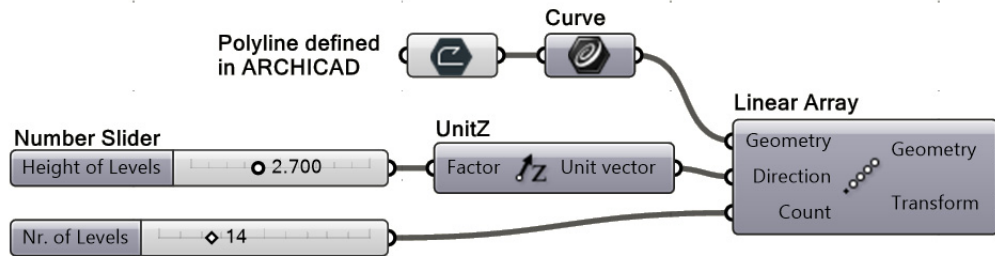 Curve
Polyline defined
in ARCHICAD
Linear Array
Number Slider
UnitZ
Height of Levels 2.700
Factor Z Unit vector
Geometry
Direction
Count
Geometry
Transform
Nr. of Levels 14